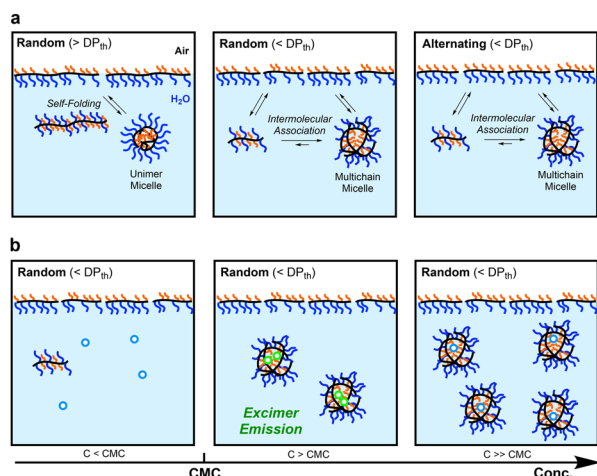 a
Random (> DPth)
Air
H2O
Self-Folding
Unimer
Micelle
Random (< DPth)
Intermolecular
Association
Multichain
Micelle
Alternating (< DPth)
Intermolecular
Association
Multichain
Micelle
b
Random (< DPth)
Random (< DPth)
Excimer
Emission
Random (< DPth)
C < CMC
C > CMC
C >> CMC
CMC
Conc.